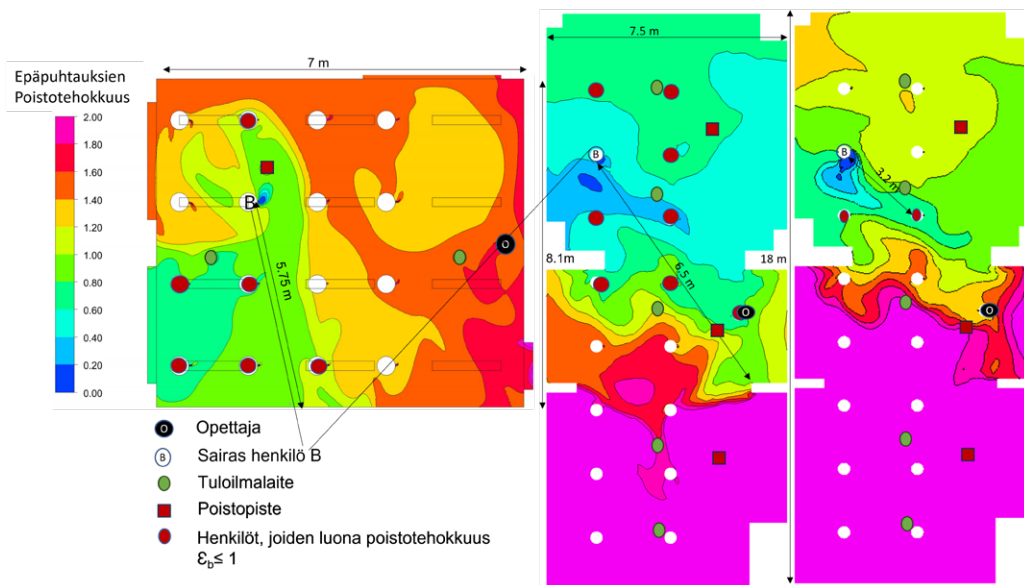 Epäpuhtauksien
Poistotehokkuus
2.00
1.80
1.60
1.40
1.20
1.00
0.80
0.60
0.40
0.20
0.00
7 m
B
O
5.75 m
7.5 m
B
8.1m
6.5 m
18 m
O
B
3.2 m
O
O Opettaja
B Sairas henkilö B
Tuloilmalaite
Poistopiste
Henkilöt, joiden luona poistotehokkuus
Ɛb≤ 1